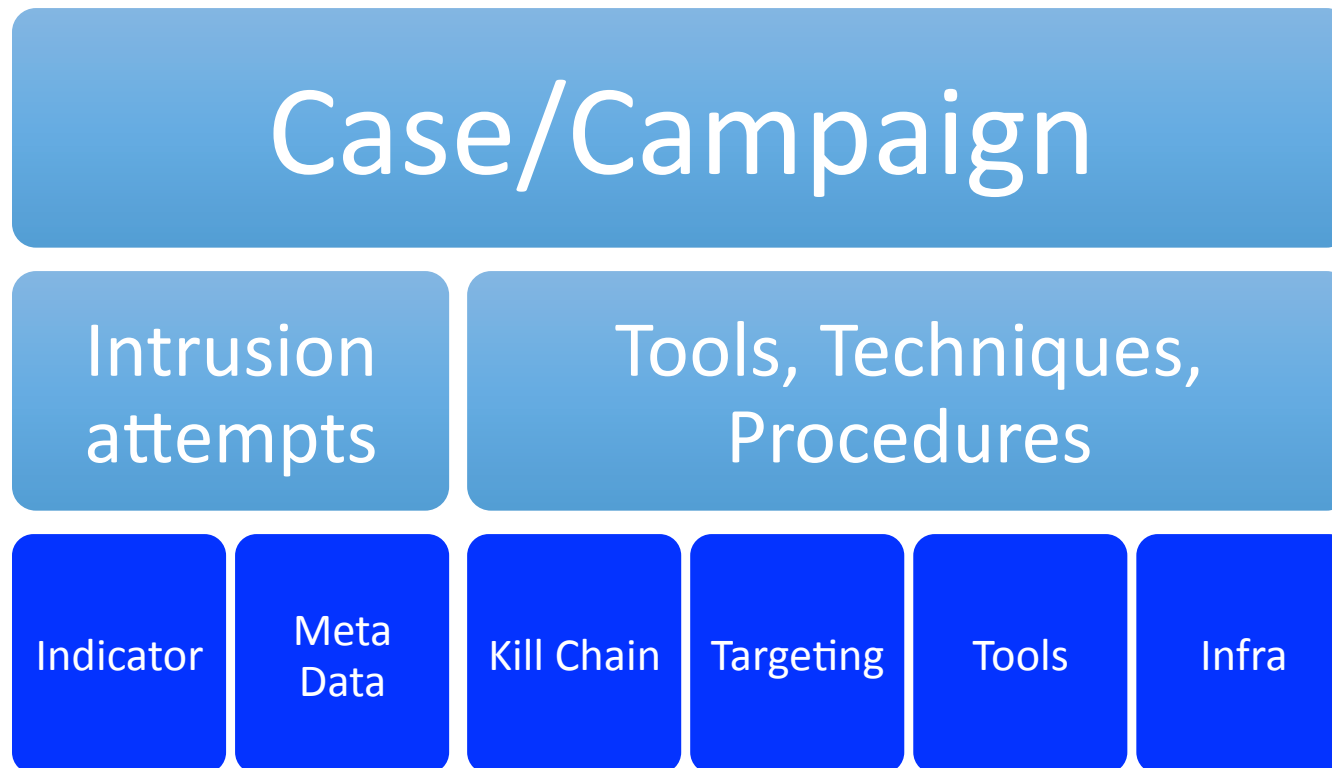 Case/Campaign
Intrusion
attempts
Tools, Techniques,
Procedures
Indicator
Meta
Data
Kill Chain
Targeting
Tools
Infra